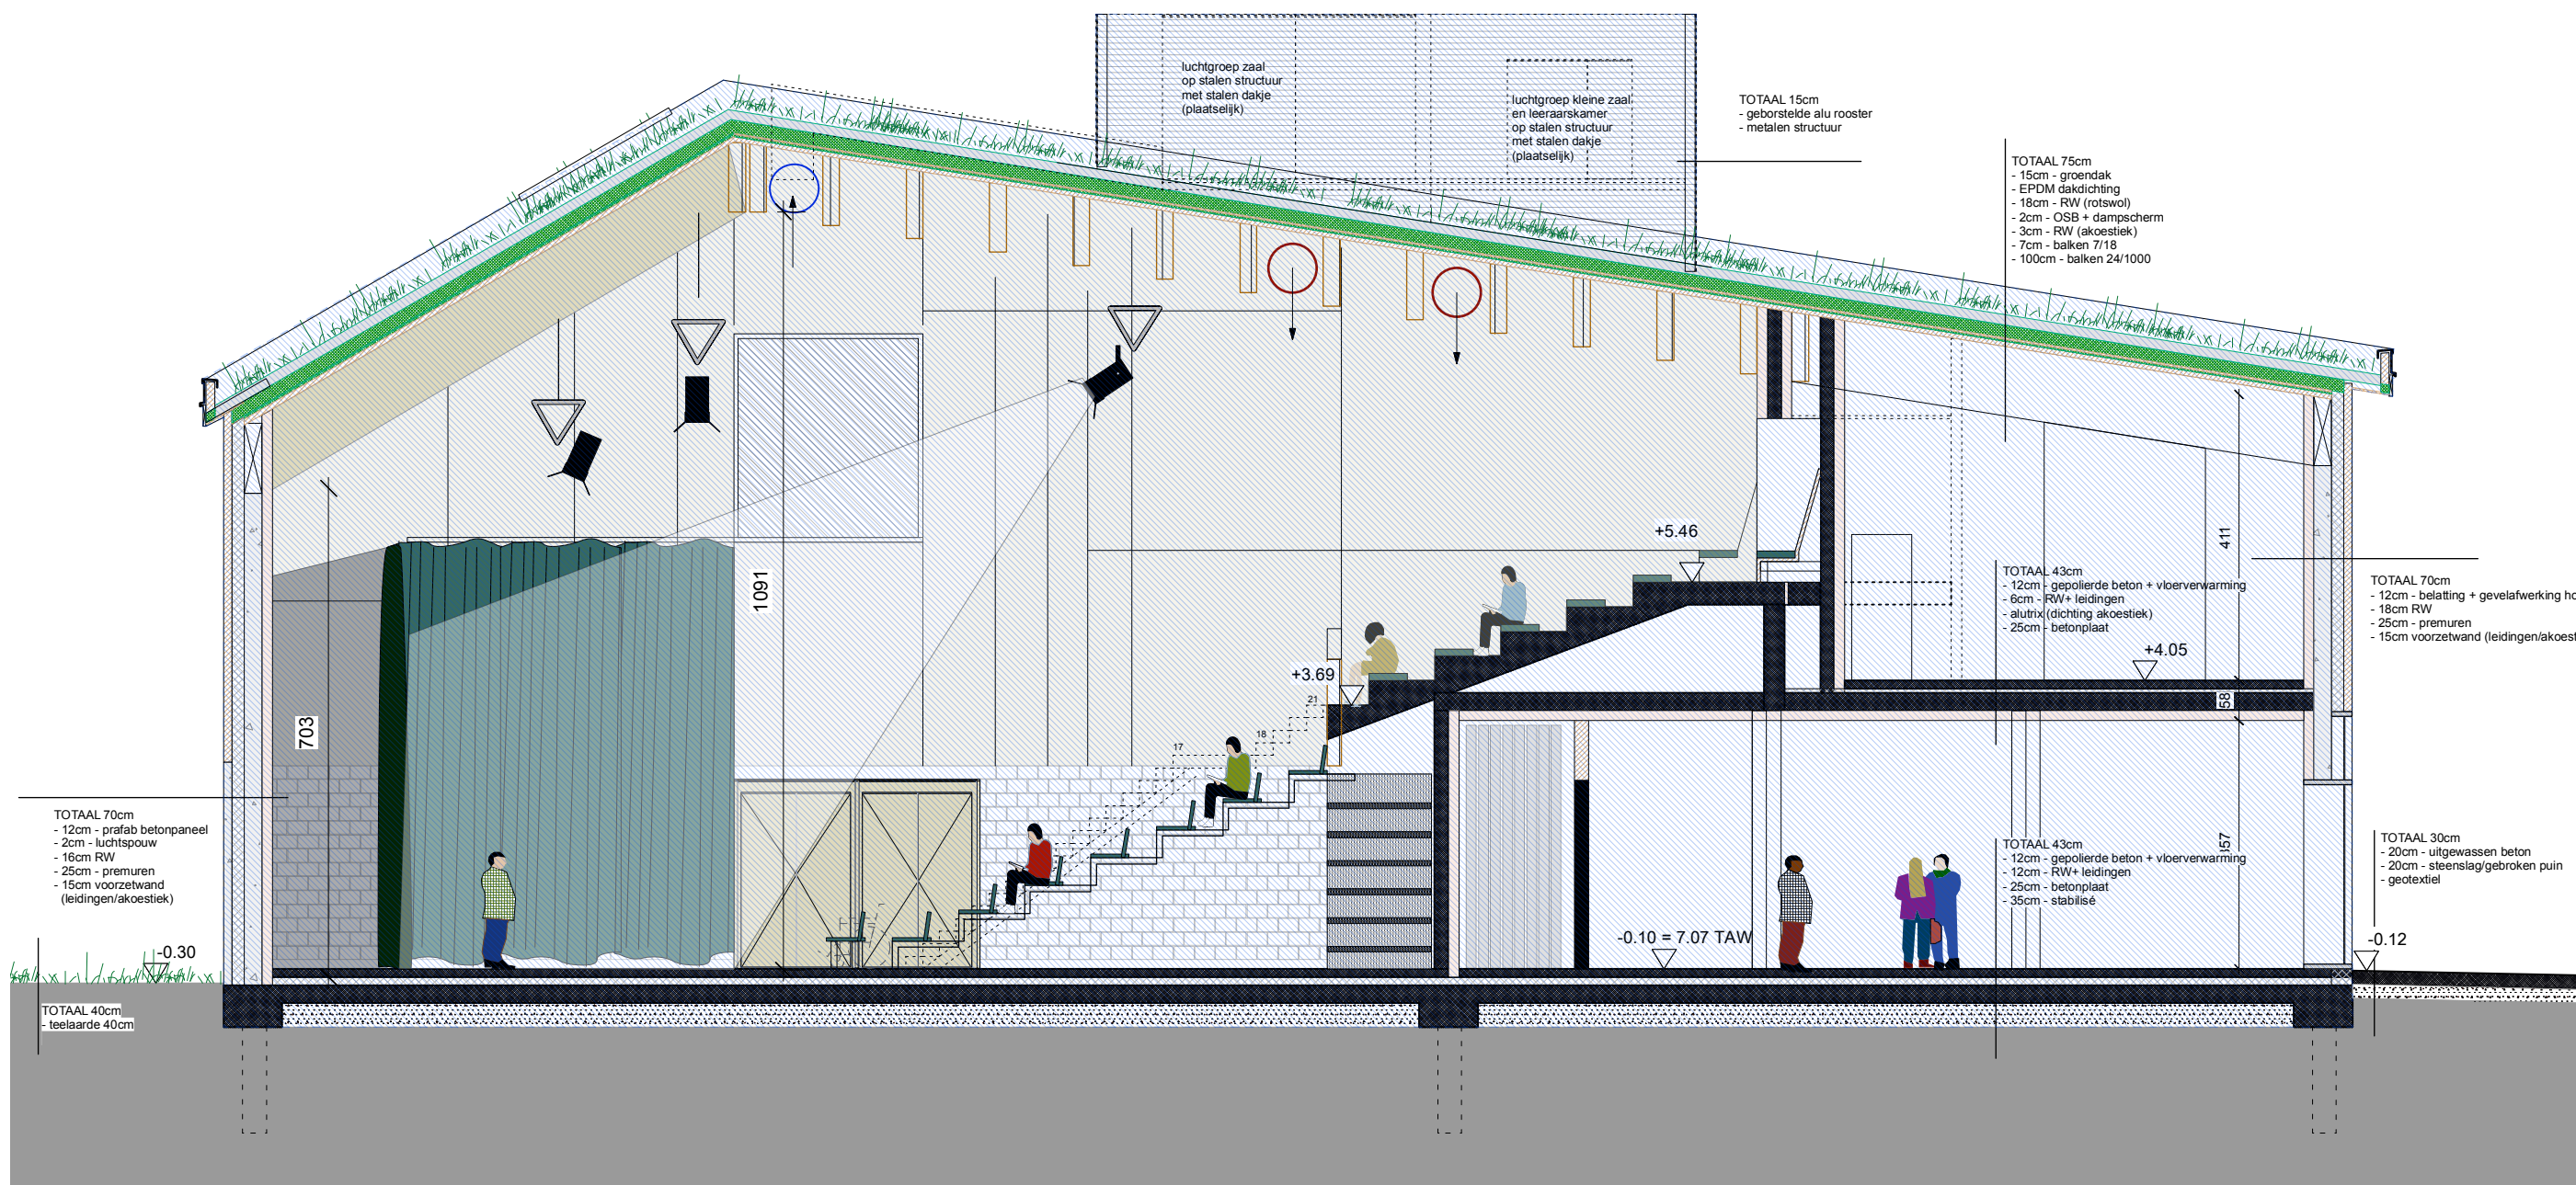 luchtgroep zaal
op stalen structuur
met stalen dakje
(plaatselijk)
luchtgroep kleine zaal
en leeraarskamer
op stalen structuur
met stalen dakje
(plaatselijk)
TOTAAL 15cm
- geborstelde alu rooster
- metalen structuur
TOTAAL 75cm
- 15cm - groendak
- EPDM dakdichting
- 18cm - RW (rotswol)
- 2cm - OSB + dampscherm
- 3cm - RW (akoestiek)
- 7cm - balken 7/18
- 100cm - balken 24/1000
+5.46
411
TOTAAL 43cm
- 12cm - gepolierde beton + vloerverwarming
- 6cm - RW+ leidingen
- alutrix (dichting akoestiek)
- 25cm - betonplaat
TOTAAL 70cm
- 12cm - belatting + gevelafwerking ho
- 18cm RW
- 25cm - premuren
- 15cm voorzetwand (leidingen/akoest
1091
+4.05
+3.69
58
21
703
18
17
TOTAAL 70cm
- 12cm - prafab betonpaneel
- 2cm - luchtspouw
- 16cm RW
- 25cm - premuren
- 15cm voorzetwand
(leidingen/akoestiek)
357
TOTAAL 43cm
- 12cm - gepolierde beton + vloerverwarming
- 12cm - RW+ leidingen
- 25cm - betonplaat
- 35cm - stabilisé
TOTAAL 30cm
- 20cm - uitgewassen beton
- 20cm - steenslag/gebroken puin
- geotextiel
-0.30
-0.10 = 7.07 TAW
-0.12
TOTAAL 40cm
- teelaarde 40cm